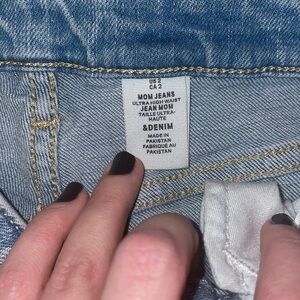 US 2
CA 2
MOM JEANS
ULTRA HIGH WAIST
JEAN MOM
TAILLE ULTRA-
HAUTE
&DENIM
MADE IN
PAKISTAN
FABRIQUE AU
PAKISTAN